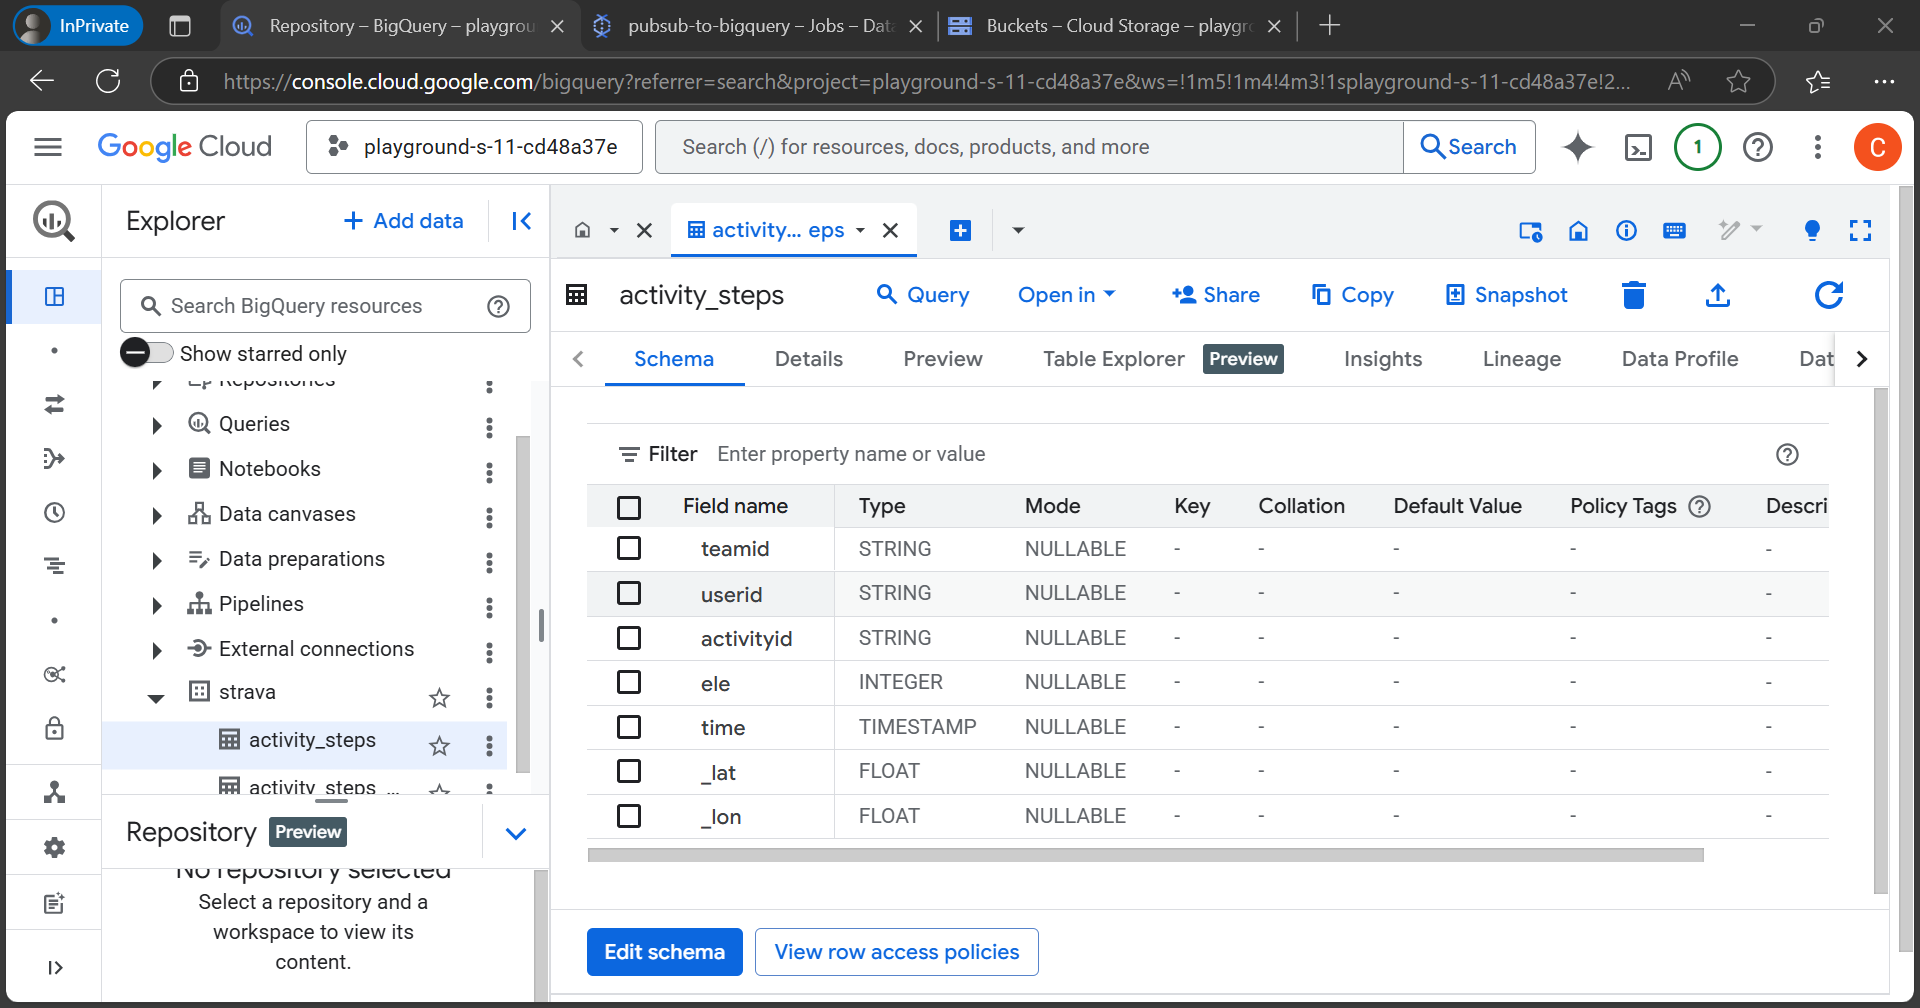 InPrivate
Repository – BigQuery – playgrou
pubsub-to-bigquery – Jobs – Data
Buckets – Cloud Storage – playgr
https://console.cloud.google.com/bigquery?referrer=search&project=playground-s-11-cd48a37e&ws=!1m5!1m4!4m3!1splayground-s-11-cd48a37e!2...
Google Cloud
playground-s-11-cd48a37e
Search (/) for resources, docs, products, and more
Search
1
C
Explorer
+ Add data
activity... eps
Search BigQuery resources
Show starred only
Repositories
Queries
Notebooks
Data canvases
Data preparations
Pipelines
External connections
strava
activity_steps
activity_steps_...
Repository Preview
No repository selected
Select a repository and a
workspace to view its
content.
activity_steps
Query
Open in
Share
Copy
Snapshot
Schema
Details
Preview
Table Explorer Preview
Insights
Lineage
Data Profile
Dat
Filter Enter property name or value
Field name Type Mode Key Collation Default Value Policy Tags Descri
teamid STRING NULLABLE - - - - -
userid STRING NULLABLE - - - - -
activityid STRING NULLABLE - - - - -
ele INTEGER NULLABLE - - - - -
time TIMESTAMP NULLABLE - - - - -
_lat FLOAT NULLABLE - - - - -
_lon FLOAT NULLABLE - - - - -
Edit schema
View row access policies